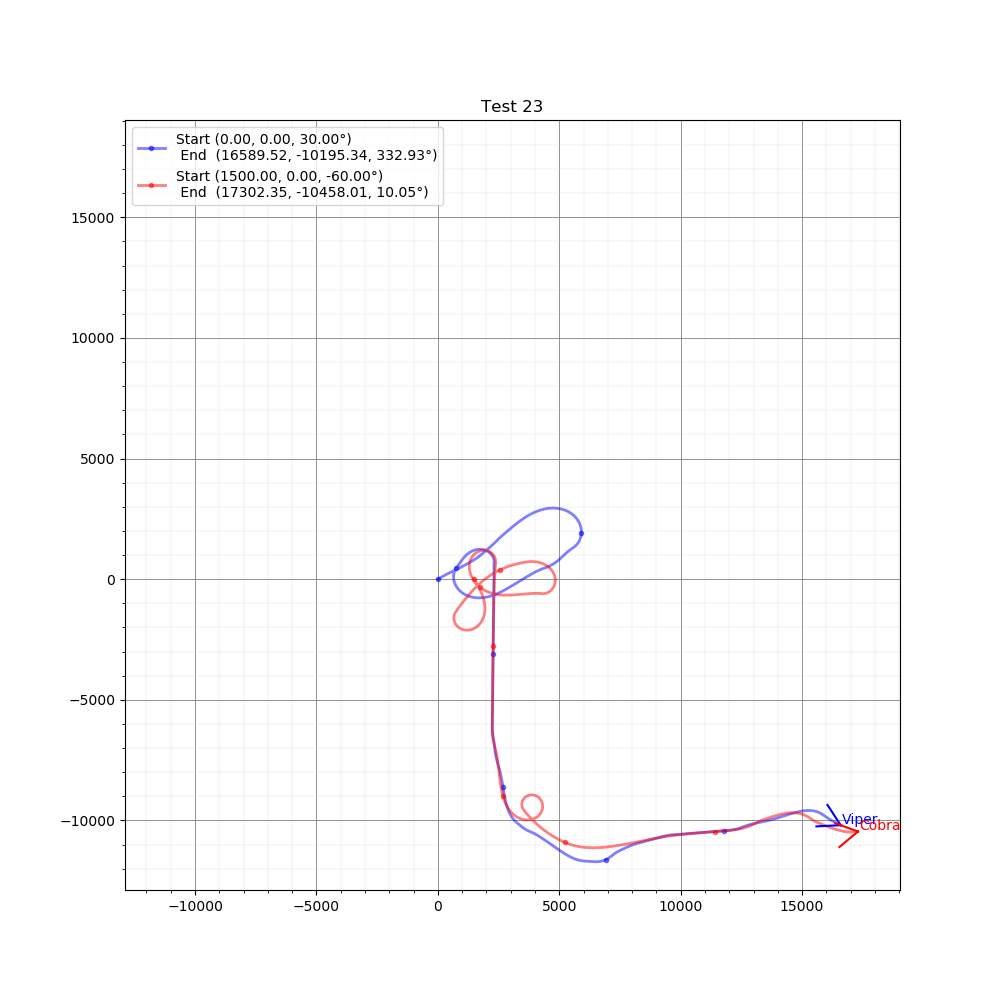 Test 23
Start (0.00, 0.00, 30.00°)
End  (16589.52, -10195.34, 332.93°)
Start (1500.00, 0.00, -60.00°)
End  (17302.35, -10458.01, 10.05°)
15000
10000
5000
0
−5000
−10000
Viper
Cobra
−10000
−5000
0
5000
10000
15000